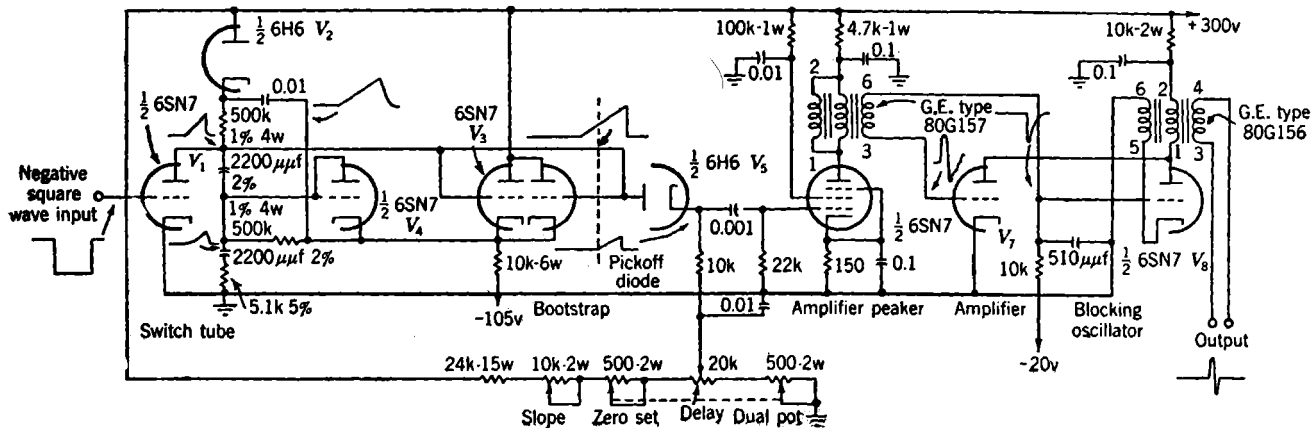 ½ 6H6 V₂
0.01
½ 6SN7
V₁
500k
1% 4w
2200μμf
2%
1% 4w
500k
2200μμf 2%
5.1k 5%
Negative
square
wave input
Switch tube
½ 6SN7
V₄
6SN7
V₃
10k-6w
-105v
Bootstrap
Pickoff
diode
½ 6H6 V₅
0.001
10k
22k
0.01
100k-1w
0.01
4.7k-1w
0.1
2
6
1
3
G.E. type
80G157
½ 6SN7
150
0.1
Amplifier peaker
V₇
Amplifier
10k
510μμf
-20v
Blocking
oscillator
10k-2w
+300v
0.1
6
2
4
5
1
3
G.E. type
80G156
½ 6SN7 V₈
Output
24k-15w
10k-2w
500-2w
20k
500-2w
Slope
Zero set
Delay
Dual pot